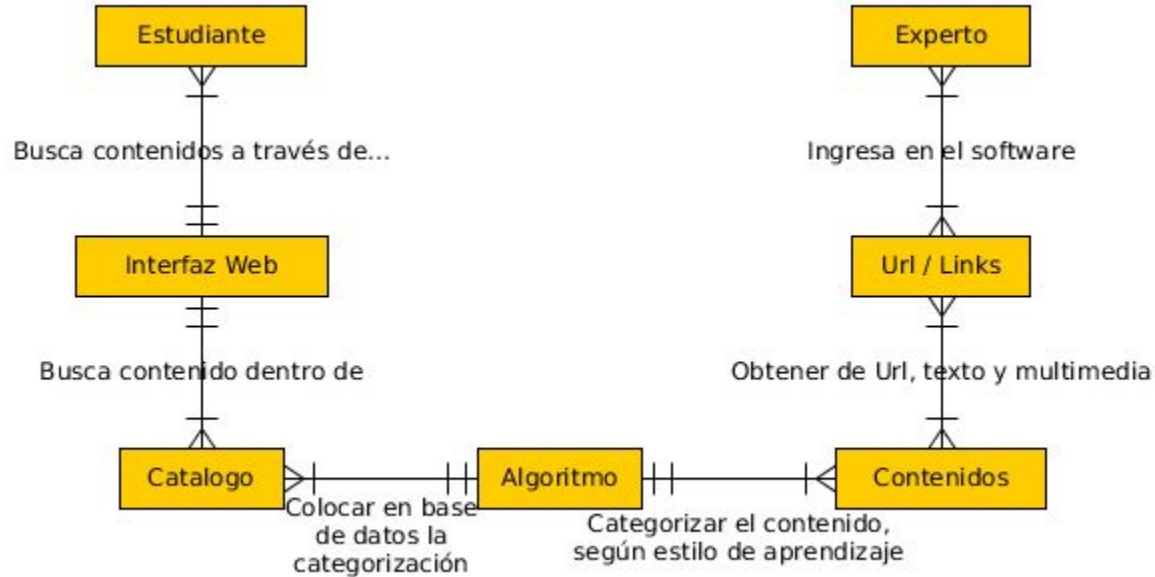 Estudiante
Experto
Busca contenidos a través de...
Ingresa en el software
Interfaz Web
Url / Links
Busca contenido dentro de
Obtener de Url, texto y multimedia
Catalogo
Algoritmo
Contenidos
Colocar en base
de datos la
categorización
Categorizar el contenido,
según estilo de aprendizaje